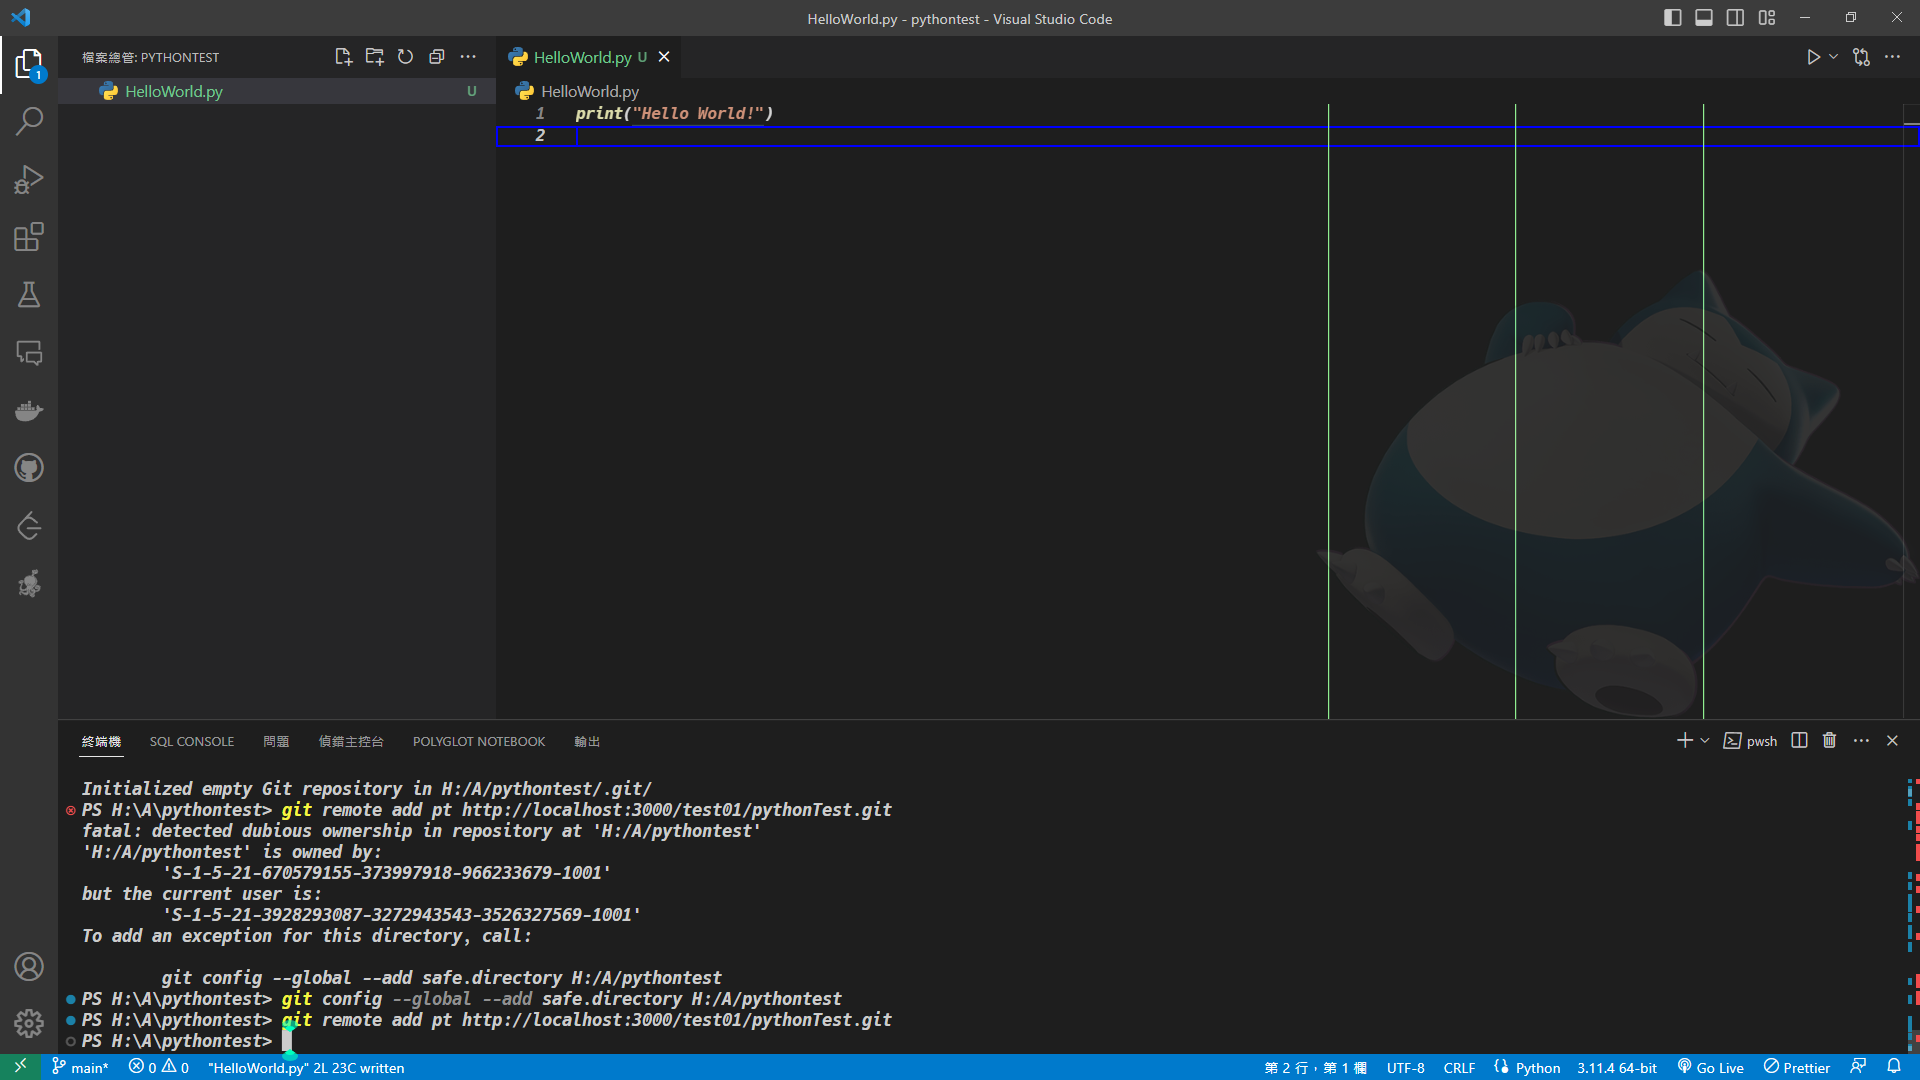 HelloWorld.py - pythontest - Visual Studio Code
檔案總管: PYTHONTEST
HelloWorld.py U
1
HelloWorld.py U
HelloWorld.py
1 print("Hello World!")
2
終端機 SQL CONSOLE 問題 偵錯主控台 POLYGLOT NOTEBOOK 輸出
pwsh
Initialized empty Git repository in H:/A/pythontest/.git/
PS H:\A\pythontest> git remote add pt http://localhost:3000/test01/pythonTest.git
fatal: detected dubious ownership in repository at 'H:/A/pythontest'
'H:/A/pythontest' is owned by:
'S-1-5-21-670579155-373997918-966233679-1001'
but the current user is:
'S-1-5-21-3928293087-3272943543-3526327569-1001'
To add an exception for this directory, call:
git config --global --add safe.directory H:/A/pythontest
PS H:\A\pythontest> git config --global --add safe.directory H:/A/pythontest
PS H:\A\pythontest> git remote add pt http://localhost:3000/test01/pythonTest.git
PS H:\A\pythontest>
main* 0 0 "HelloWorld.py" 2L 23C written 第 2 行，第 1 欄 UTF-8 CRLF Python 3.11.4 64-bit Go Live Prettier